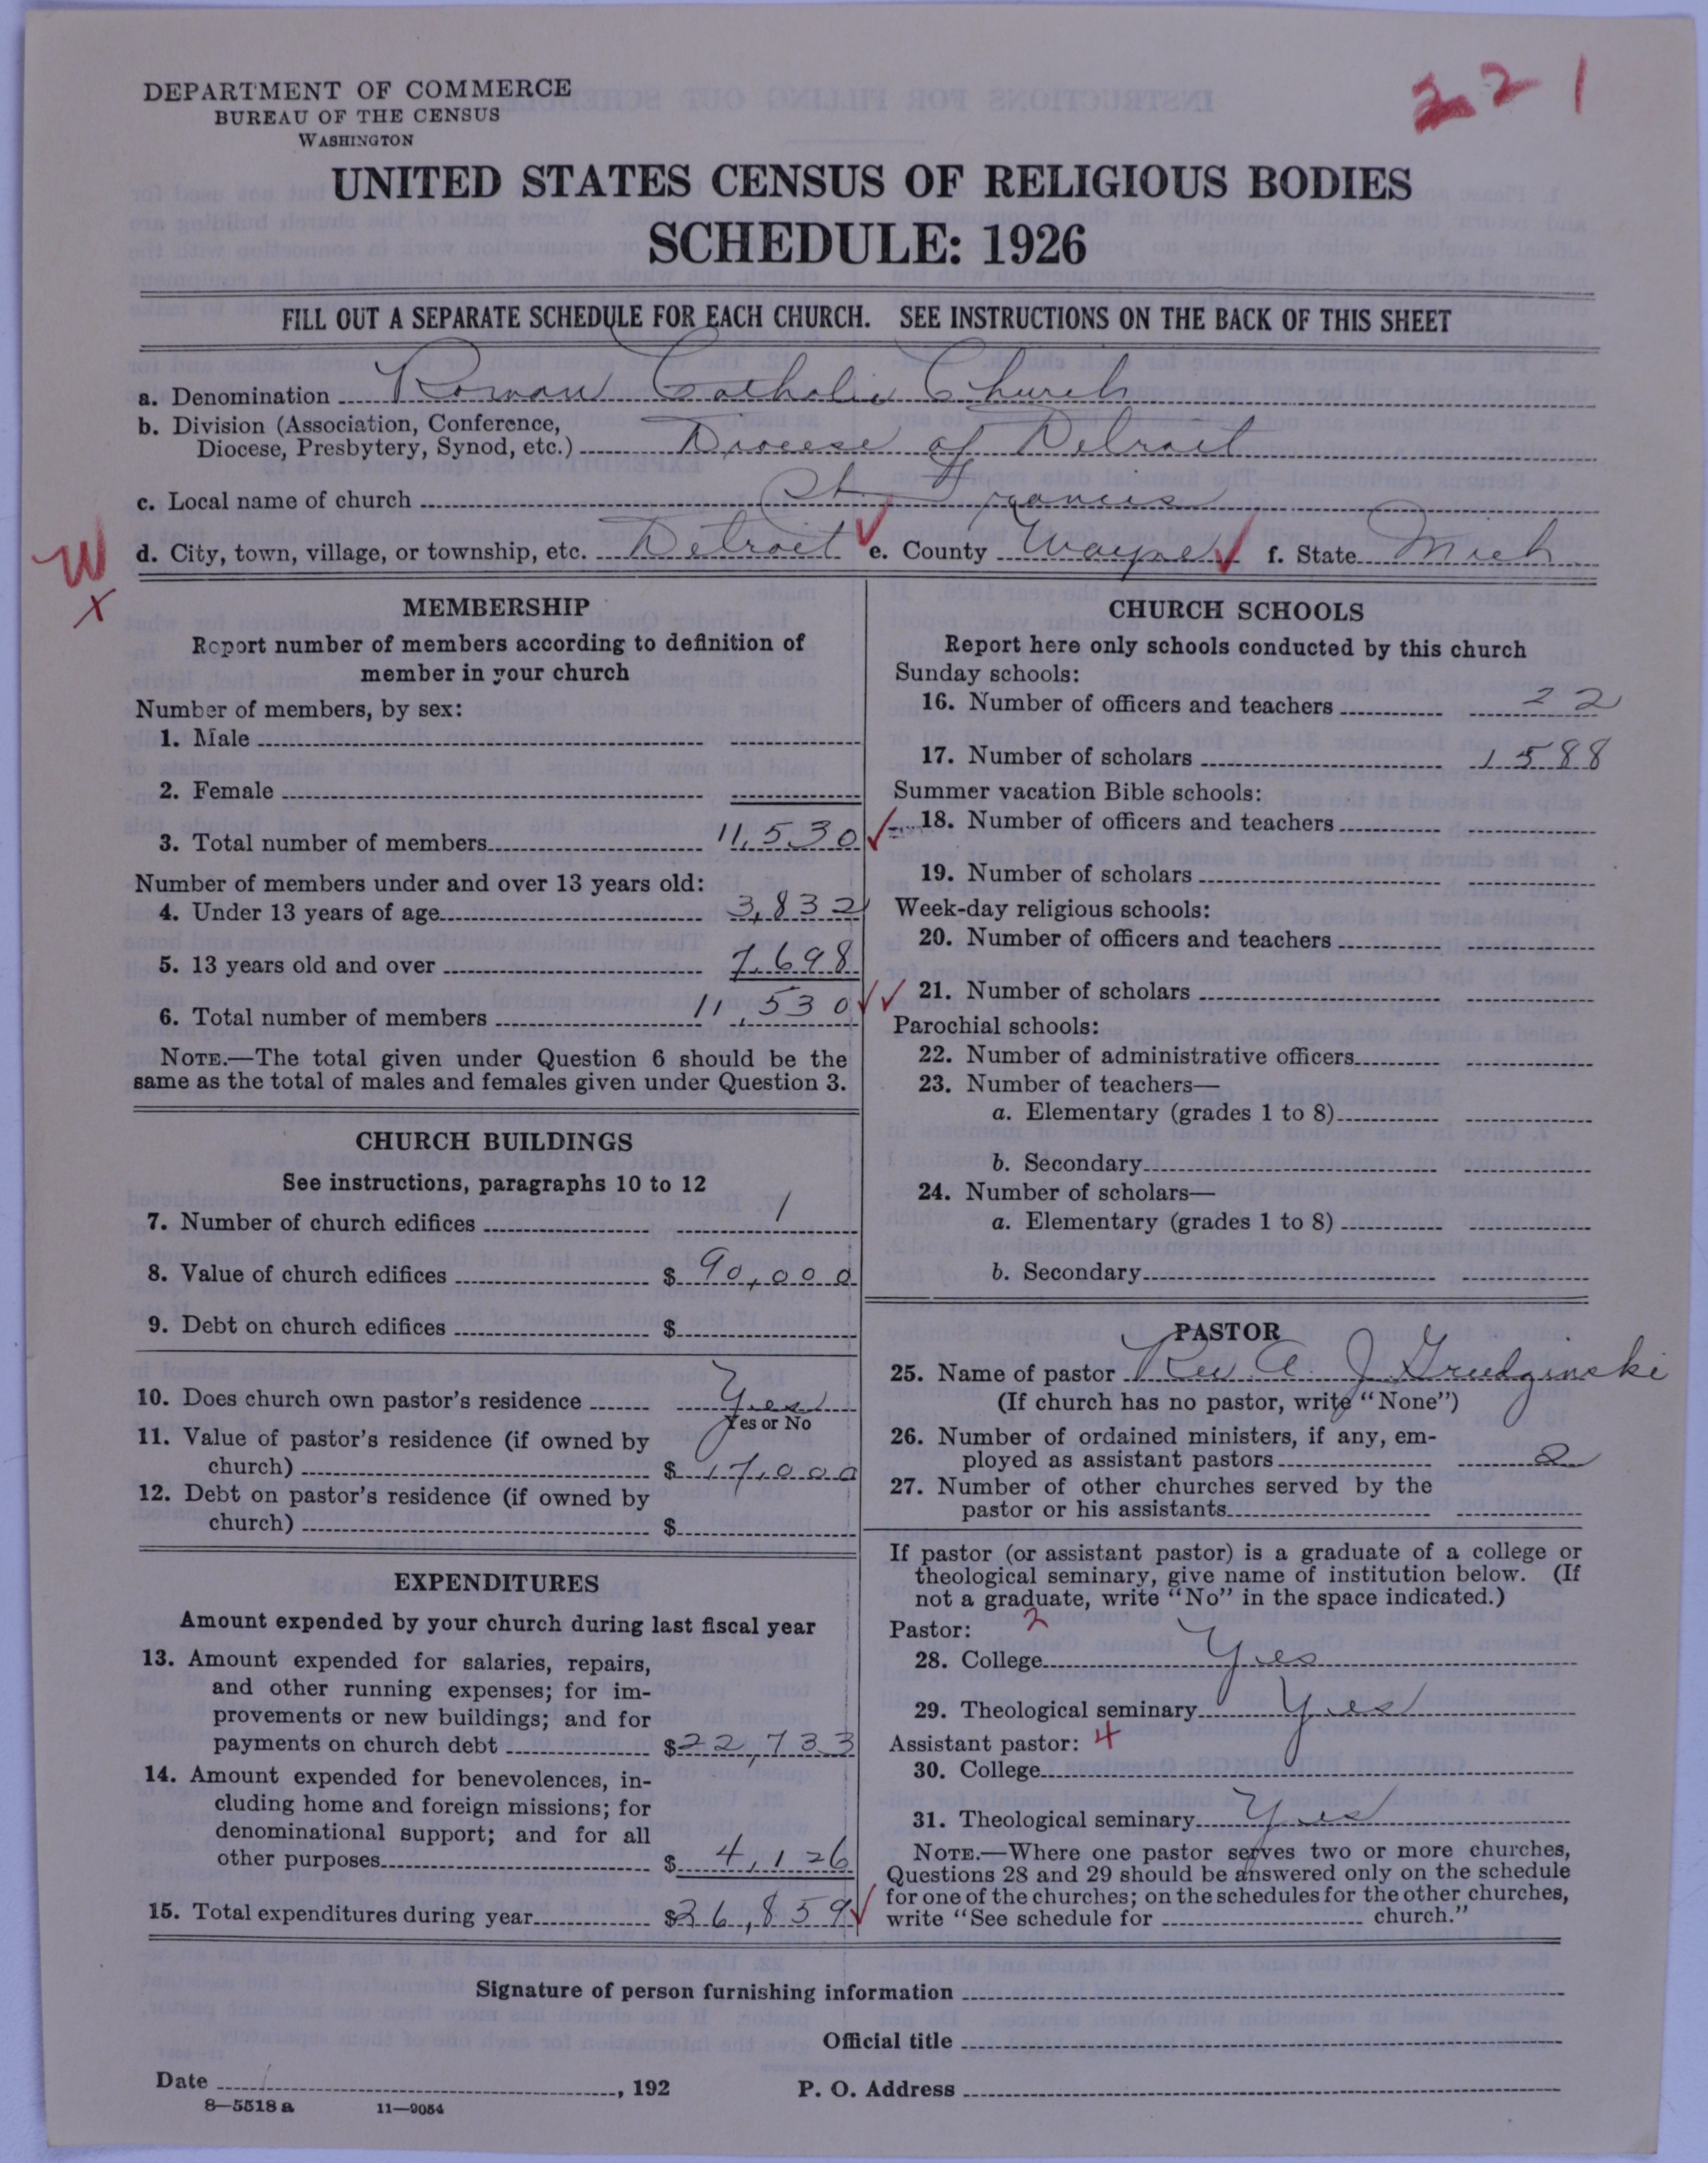 DEPARTMENT OF COMMERCE
BUREAU OF THE CENSUS
WASHINGTON
221
UNITED STATES CENSUS OF RELIGIOUS BODIES
SCHEDULE: 1926
FILL OUT A SEPARATE SCHEDULE FOR EACH CHURCH. SEE INSTRUCTIONS ON THE BACK OF THIS SHEET
a. Denomination Roman Catholic Church
b. Division (Association, Conference,
Diocese, Presbytery, Synod, etc.) Diocese of Detroit
c. Local name of church St. Francis
d. City, town, village, or township, etc. Detroit e. County Wayne f. State Mich
W
X
MEMBERSHIP
Report number of members according to definition of
member in your church
Number of members, by sex:
1. Male
2. Female
3. Total number of members 11,530
Number of members under and over 13 years old:
4. Under 13 years of age 3,832
5. 13 years old and over 7,698
6. Total number of members 11,530
NOTE.—The total given under Question 6 should be the
same as the total of males and females given under Question 3.
CHURCH BUILDINGS
See instructions, paragraphs 10 to 12
7. Number of church edifices 1
8. Value of church edifices $ 90,000
9. Debt on church edifices $
10. Does church own pastor's residence Yes
Yes or No
11. Value of pastor's residence (if owned by
church) $ 17,000
12. Debt on pastor's residence (if owned by
church) $
EXPENDITURES
Amount expended by your church during last fiscal year
13. Amount expended for salaries, repairs,
and other running expenses; for im-
provements or new buildings; and for
payments on church debt $22,733
14. Amount expended for benevolences, in-
cluding home and foreign missions; for
denominational support; and for all
other purposes $ 4,126
15. Total expenditures during year $26,859
CHURCH SCHOOLS
Report here only schools conducted by this church
Sunday schools:
16. Number of officers and teachers 22
17. Number of scholars 1588
Summer vacation Bible schools:
18. Number of officers and teachers
19. Number of scholars
Week-day religious schools:
20. Number of officers and teachers
21. Number of scholars
Parochial schools:
22. Number of administrative officers
23. Number of teachers—
a. Elementary (grades 1 to 8)
b. Secondary
24. Number of scholars—
a. Elementary (grades 1 to 8)
b. Secondary
PASTOR
25. Name of pastor Rev. A. J. Grudzinski
(If church has no pastor, write "None")
26. Number of ordained ministers, if any, em-
ployed as assistant pastors 2
27. Number of other churches served by the
pastor or his assistants
If pastor (or assistant pastor) is a graduate of a college or
theological seminary, give name of institution below. (If
not a graduate, write "No" in the space indicated.)
Pastor: 2
28. College Yes
29. Theological seminary Yes
Assistant pastor: 4
30. College
31. Theological seminary Yes
NOTE.—Where one pastor serves two or more churches,
Questions 28 and 29 should be answered only on the schedule
for one of the churches; on the schedules for the other churches,
write "See schedule for church."
Signature of person furnishing information
Official title
Date , 192 P. O. Address
8—5518 a 11—9054